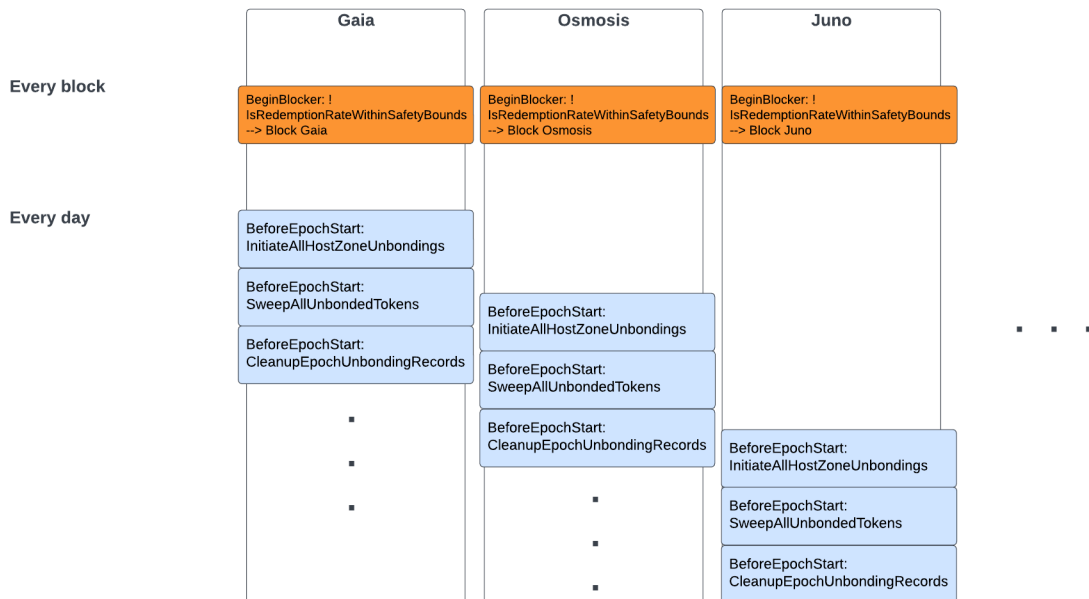 Gaia
Osmosis
Juno
Every block
BeginBlocker: !
IsRedemptionRateWithinSafetyBounds
--> Block Gaia
BeginBlocker: !
IsRedemptionRateWithinSafetyBounds
--> Block Osmosis
BeginBlocker: !
IsRedemptionRateWithinSafetyBounds
--> Block Juno
Every day
BeforeEpochStart:
InitiateAllHostZoneUnbondings
BeforeEpochStart:
SweepAllUnbondedTokens
BeforeEpochStart:
CleanupEpochUnbondingRecords
BeforeEpochStart:
InitiateAllHostZoneUnbondings
BeforeEpochStart:
SweepAllUnbondedTokens
BeforeEpochStart:
CleanupEpochUnbondingRecords
BeforeEpochStart:
InitiateAllHostZoneUnbondings
BeforeEpochStart:
SweepAllUnbondedTokens
BeforeEpochStart:
CleanupEpochUnbondingRecords